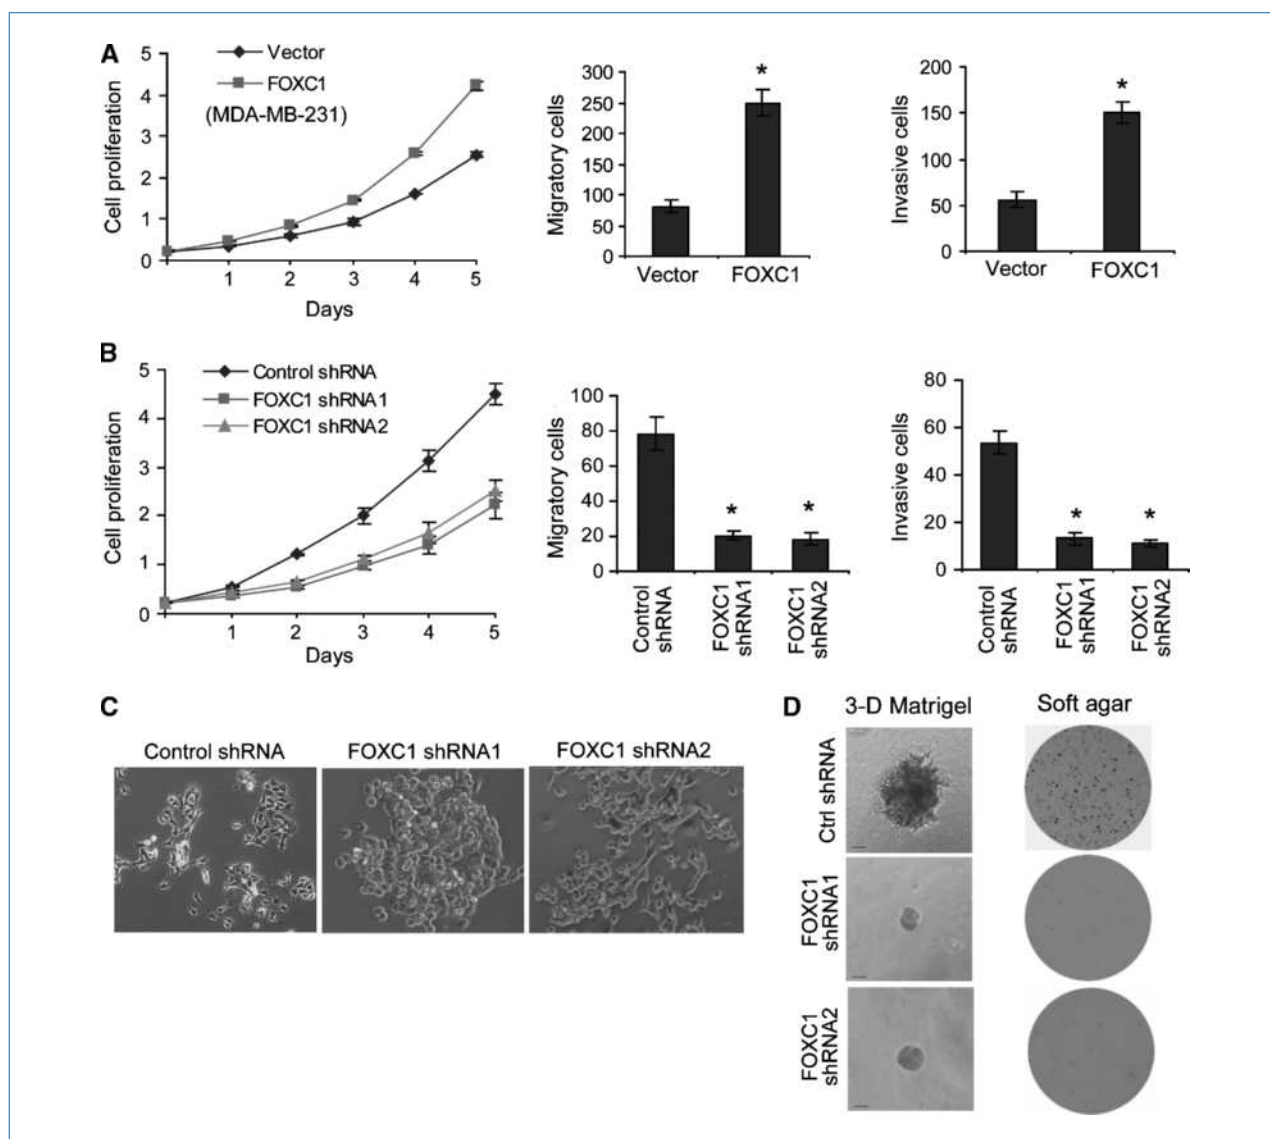 A
Cell proliferation
5
4
3
2
1
0
Vector
FOXC1
(MDA-MB-231)
1 2 3 4 5
Days
Migratory cells
300
250
200
150
100
50
0
*
Vector FOXC1
Invasive cells
200
150
100
50
0
*
Vector FOXC1
B
Cell proliferation
5
4
3
2
1
0
Control shRNA
FOXC1 shRNA1
FOXC1 shRNA2
1 2 3 4 5
Days
Migratory cells
100
80
60
40
20
0
* *
Control
shRNA
FOXC1
shRNA1
FOXC1
shRNA2
Invasive cells
80
60
40
20
0
* *
Control
shRNA
FOXC1
shRNA1
FOXC1
shRNA2
C
Control shRNA
FOXC1 shRNA1
FOXC1 shRNA2
D
3-D Matrigel
Soft agar
Ctrl shRNA
FOXC1
shRNA1
FOXC1
shRNA2